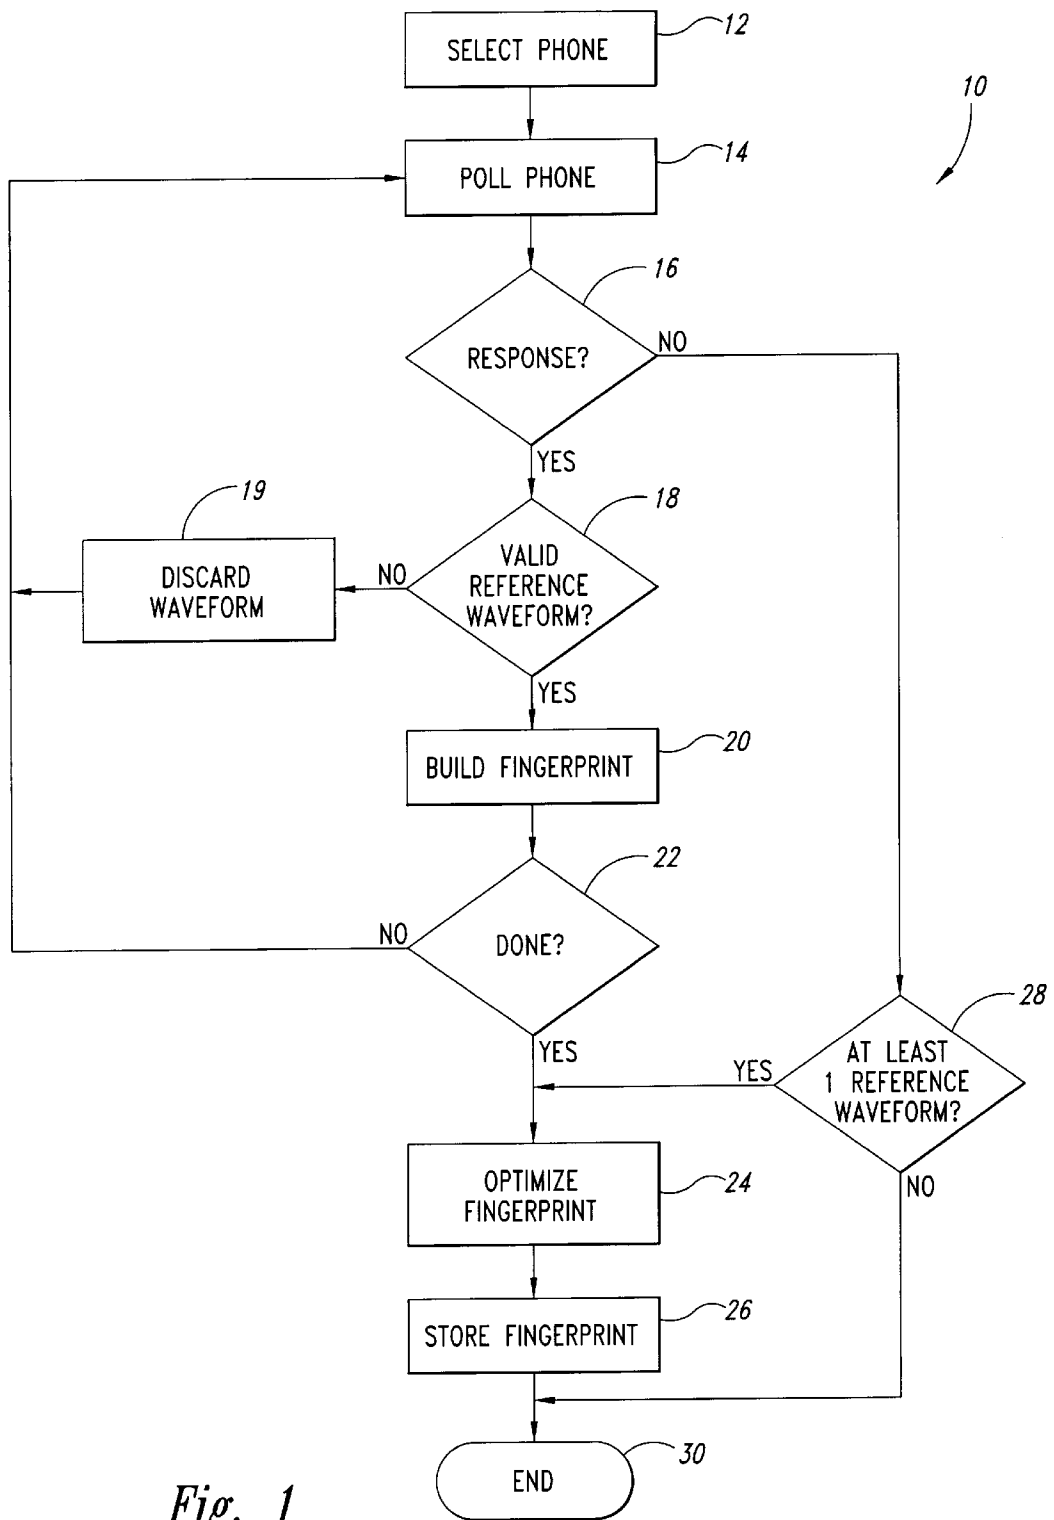 SELECT PHONE
12
10
POLL PHONE
14
RESPONSE?
16
NO
YES
19
DISCARD
WAVEFORM
NO
VALID
REFERENCE
WAVEFORM?
18
YES
BUILD FINGERPRINT
20
DONE?
22
NO
YES
AT LEAST
1 REFERENCE
WAVEFORM?
28
YES
NO
OPTIMIZE
FINGERPRINT
24
STORE FINGERPRINT
26
END
30
Fig. 1